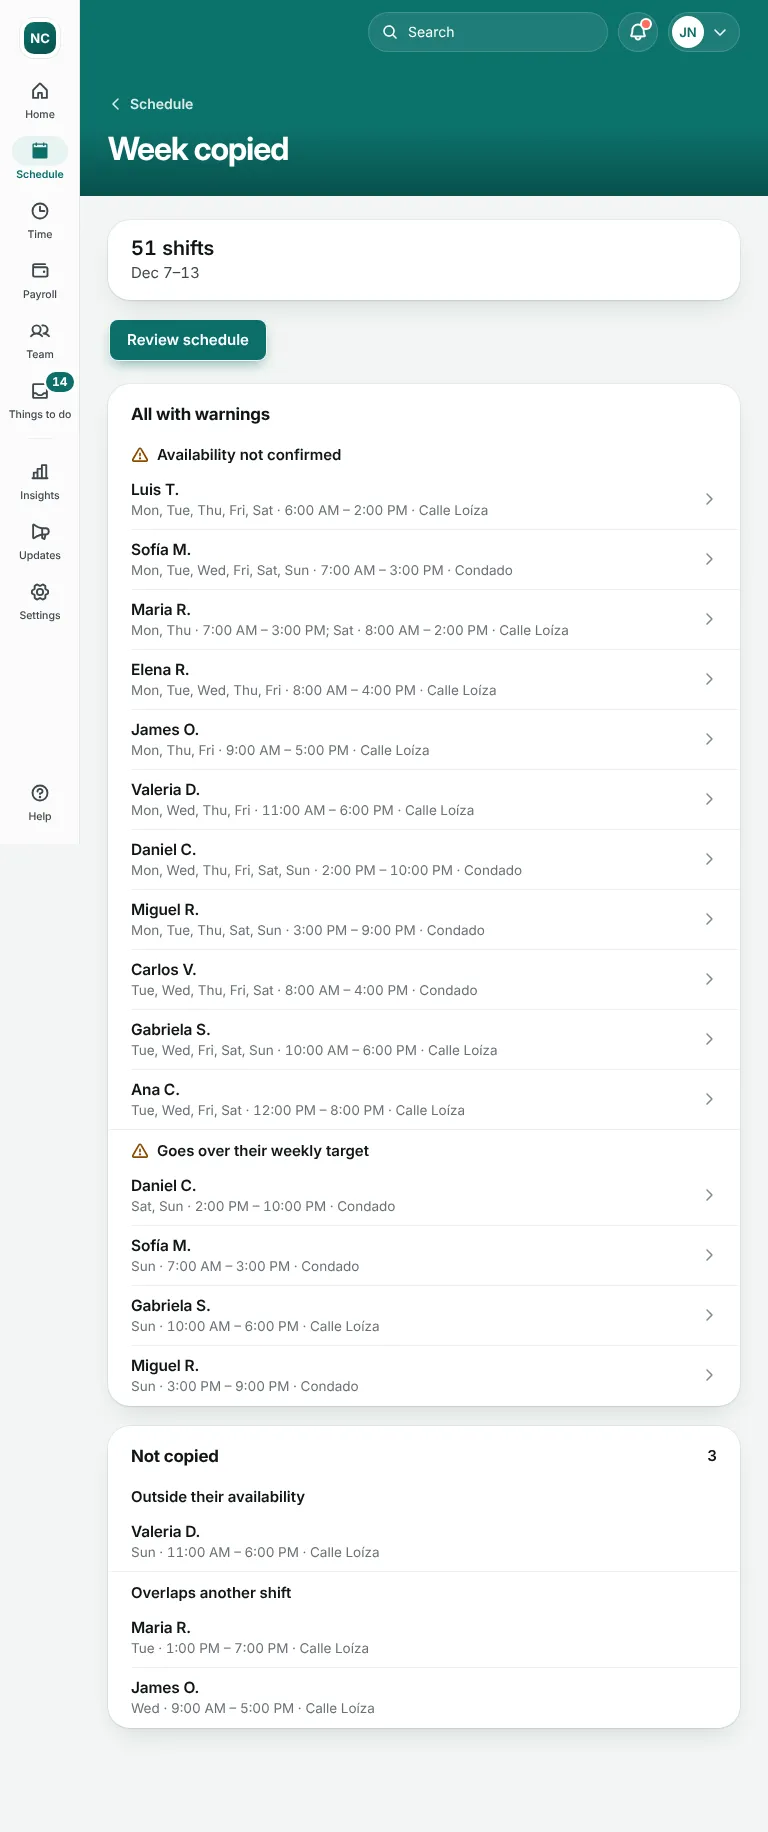 NC
Search
JN
Home
Schedule
Time
Payroll
Team
14
Things to do
Insights
Updates
Settings
Help
Schedule
Week copied
51 shifts
Dec 7–13
Review schedule
All with warnings
Availability not confirmed
Luis T.
Mon, Tue, Thu, Fri, Sat · 6:00 AM – 2:00 PM · Calle Loíza
Sofía M.
Mon, Tue, Wed, Fri, Sat, Sun · 7:00 AM – 3:00 PM · Condado
Maria R.
Mon, Thu · 7:00 AM – 3:00 PM; Sat · 8:00 AM – 2:00 PM · Calle Loíza
Elena R.
Mon, Tue, Wed, Thu, Fri · 8:00 AM – 4:00 PM · Calle Loíza
James O.
Mon, Thu, Fri · 9:00 AM – 5:00 PM · Calle Loíza
Valeria D.
Mon, Wed, Thu, Fri · 11:00 AM – 6:00 PM · Calle Loíza
Daniel C.
Mon, Wed, Thu, Fri, Sat, Sun · 2:00 PM – 10:00 PM · Condado
Miguel R.
Mon, Tue, Thu, Sat, Sun · 3:00 PM – 9:00 PM · Condado
Carlos V.
Tue, Wed, Thu, Fri, Sat · 8:00 AM – 4:00 PM · Condado
Gabriela S.
Tue, Wed, Fri, Sat, Sun · 10:00 AM – 6:00 PM · Calle Loíza
Ana C.
Tue, Wed, Fri, Sat · 12:00 PM – 8:00 PM · Calle Loíza
Goes over their weekly target
Daniel C.
Sat, Sun · 2:00 PM – 10:00 PM · Condado
Sofía M.
Sun · 7:00 AM – 3:00 PM · Condado
Gabriela S.
Sun · 10:00 AM – 6:00 PM · Calle Loíza
Miguel R.
Sun · 3:00 PM – 9:00 PM · Condado
Not copied
3
Outside their availability
Valeria D.
Sun · 11:00 AM – 6:00 PM · Calle Loíza
Overlaps another shift
Maria R.
Tue · 1:00 PM – 7:00 PM · Calle Loíza
James O.
Wed · 9:00 AM – 5:00 PM · Calle Loíza